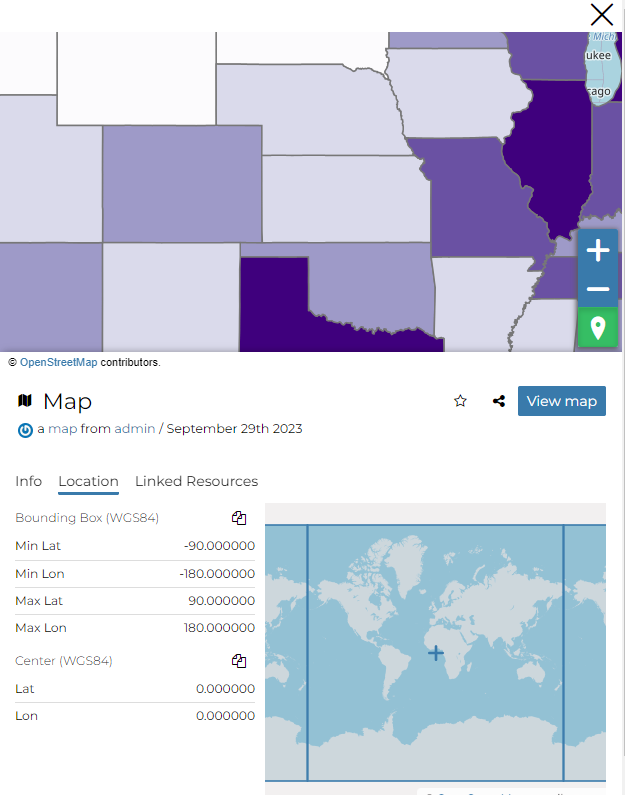 Mich
ukee
cago
+
−
© OpenStreetMap contributors.
Map
View map
a map from admin / September 29th 2023
Info Location Linked Resources
Bounding Box (WGS84)
Min Lat -90.000000
Min Lon -180.000000
Max Lat 90.000000
Max Lon 180.000000
Center (WGS84)
Lat 0.000000
Lon 0.000000